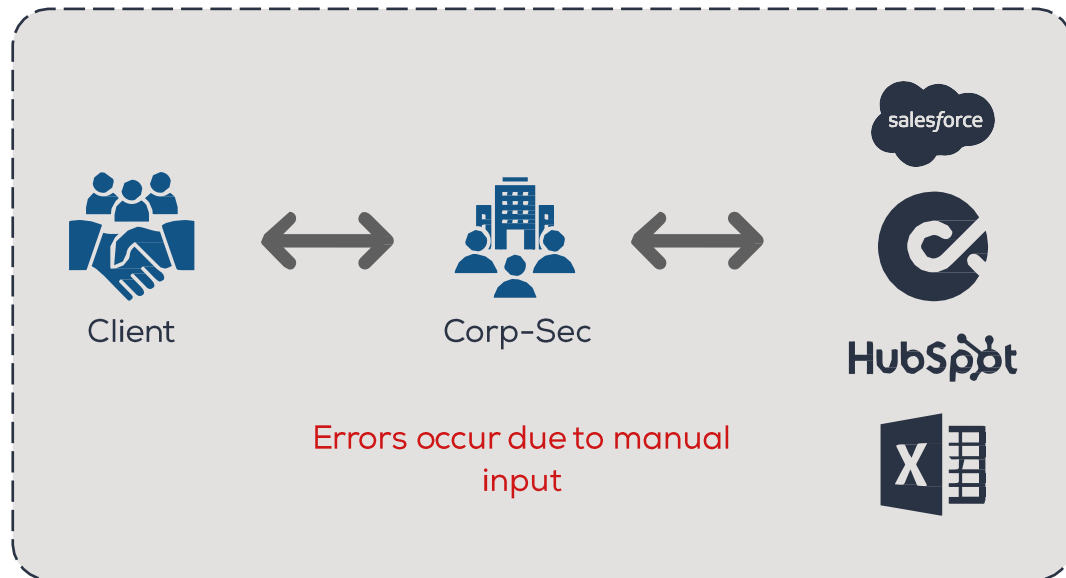 salesforce
Client
Corp-Sec
HubSpot
Errors occur due to manual
input
X